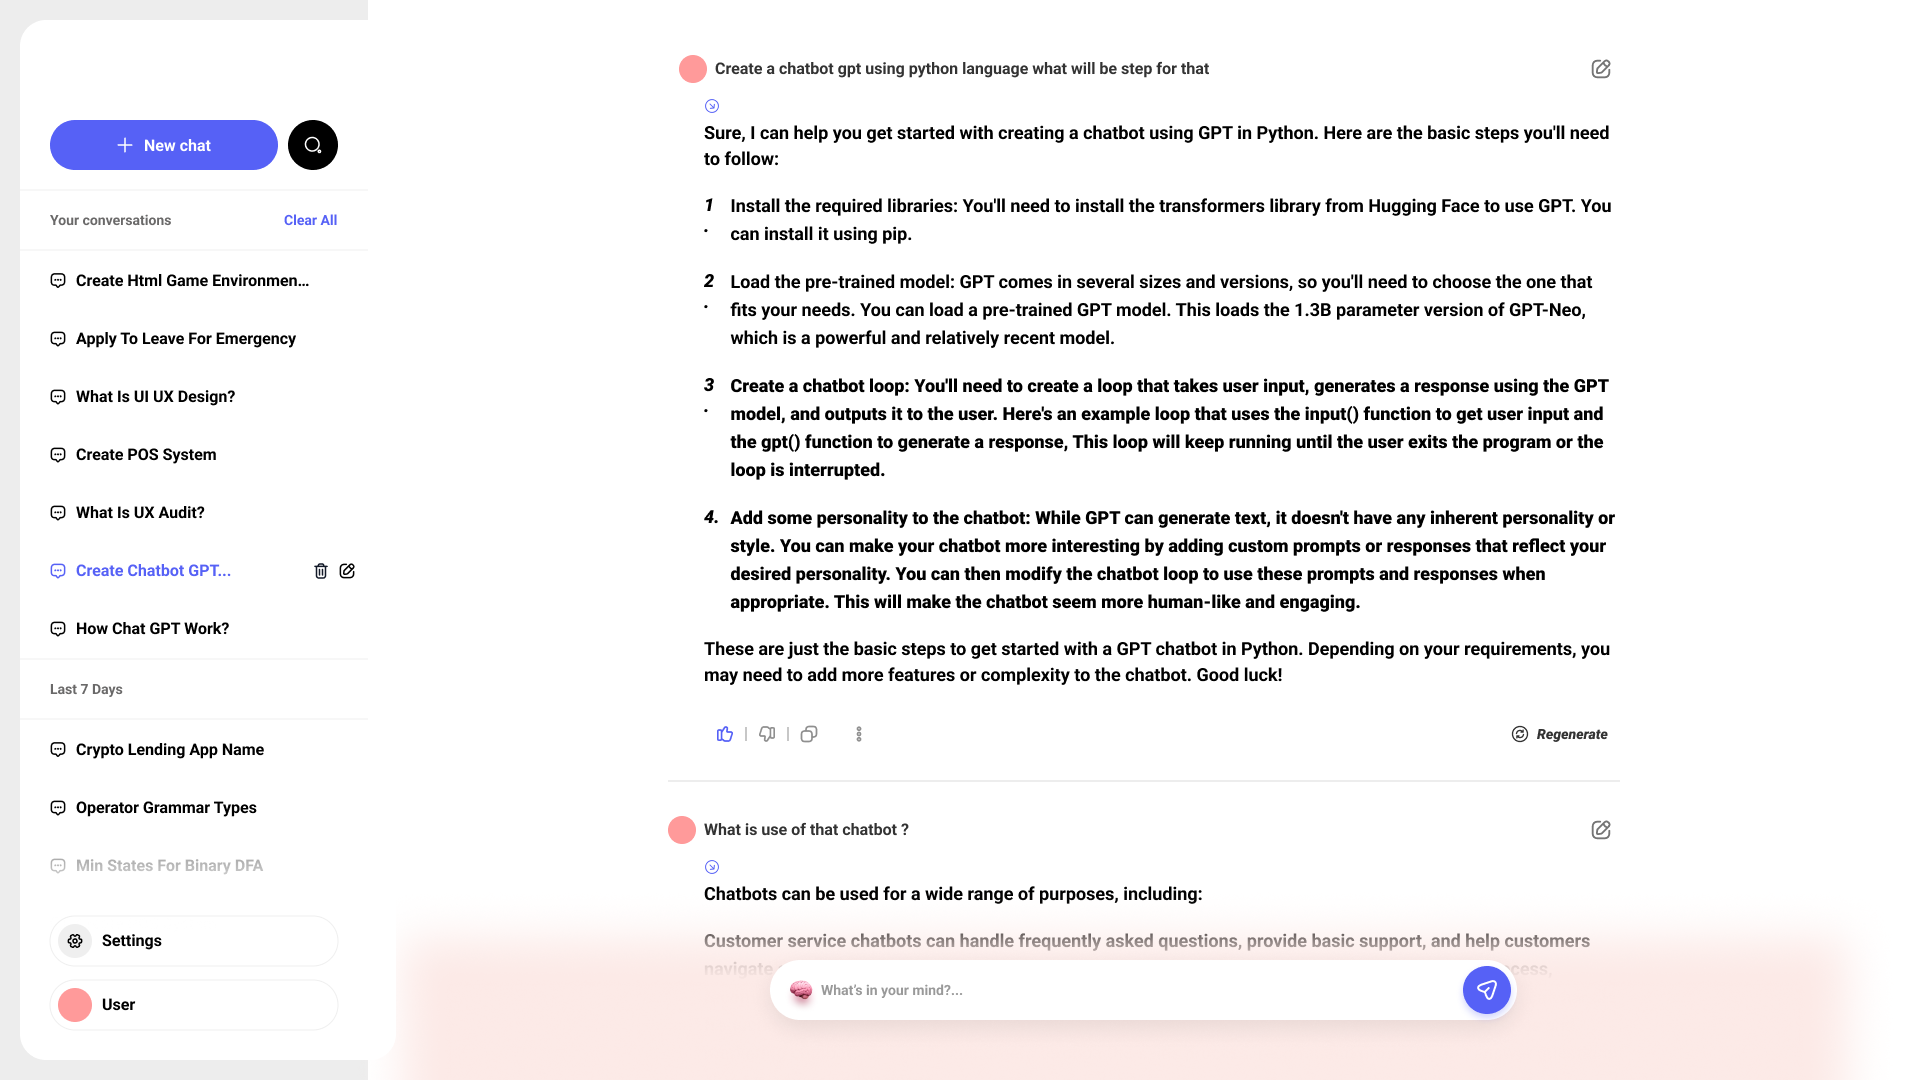 New chat
Your conversations
Clear All
Create Html Game Environmen...
Apply To Leave For Emergency
What Is UI UX Design?
Create POS System
What Is UX Audit?
Create Chatbot GPT...
How Chat GPT Work?
Last 7 Days
Crypto Lending App Name
Operator Grammar Types
Min States For Binary DFA
Settings
User
Create a chatbot gpt using python language what will be step for that
Sure, I can help you get started with creating a chatbot using GPT in Python. Here are the basic steps you'll need
to follow:
1. Install the required libraries: You'll need to install the transformers library from Hugging Face to use GPT. You
can install it using pip.
2. Load the pre-trained model: GPT comes in several sizes and versions, so you'll need to choose the one that
fits your needs. You can load a pre-trained GPT model. This loads the 1.3B parameter version of GPT-Neo,
which is a powerful and relatively recent model.
3. Create a chatbot loop: You'll need to create a loop that takes user input, generates a response using the GPT
model, and outputs it to the user. Here's an example loop that uses the input() function to get user input and
the gpt() function to generate a response, This loop will keep running until the user exits the program or the
loop is interrupted.
4. Add some personality to the chatbot: While GPT can generate text, it doesn't have any inherent personality or
style. You can make your chatbot more interesting by adding custom prompts or responses that reflect your
desired personality. You can then modify the chatbot loop to use these prompts and responses when
appropriate. This will make the chatbot seem more human-like and engaging.
These are just the basic steps to get started with a GPT chatbot in Python. Depending on your requirements, you
may need to add more features or complexity to the chatbot. Good luck!
Regenerate
What is use of that chatbot ?
Chatbots can be used for a wide range of purposes, including:
Customer service chatbots can handle frequently asked questions, provide basic support, and help customers
navigate
What's in your mind?...